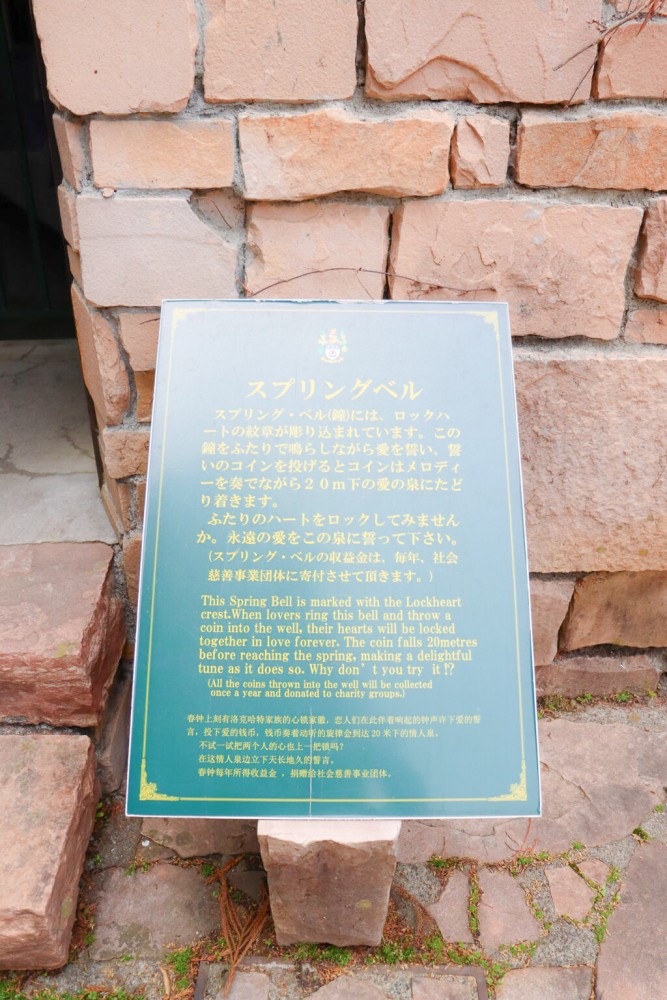 スプリングベル
スプリング・ベル(鐘)には、ロックハ
ートの紋章が彫り込まれています。この
鐘をふたりで鳴らしながら愛を誓い、誓
いのコインを投げるとコインはメロディ
ーを奏でながら２０ｍ下の愛の泉にたど
り着きます。
ふたりのハートをロックしてみません
か。永遠の愛をこの泉に誓って下さい。
(スプリング・ベルの収益金は、毎年、社会
慈善事業団体に寄付させて頂きます。)
This Spring Bell is marked with the Lockheart
crest.When lovers ring this bell and throw a
coin into the well, their hearts will be locked
together in love forever. The coin falls 20metres
before reaching the spring, making a delightful
tune as it does so. Why don't you try it!?
(All the coins thrown into the well will be collected
once a year and donated to charity groups.)
春钟上刻有洛克哈特家族的心锁家徽，恋人们在此伴着响起的钟声许下爱的誓
言，投下爱的钱币，钱币奏着动听的旋律会到达 20 米下的情人泉。
不试一试把两个人的心也上一把锁吗？
在这情人泉边立下天长地久的誓言。
春钟每年所得收益金 ，捐赠给社会慈善事业团体。